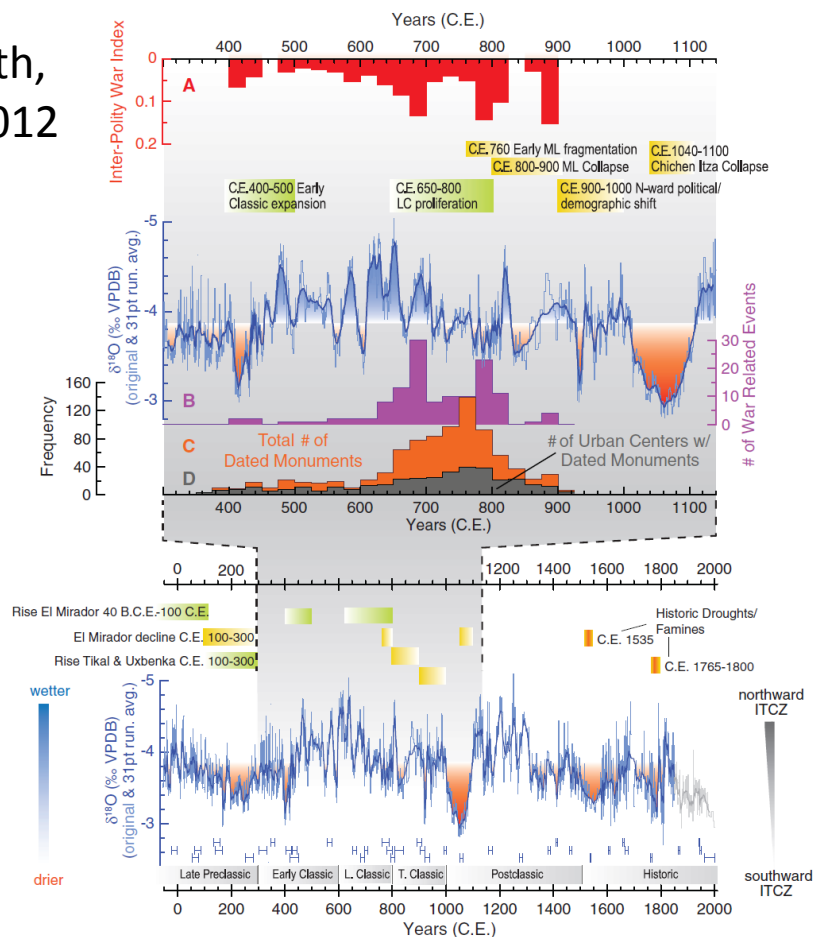 th,
012
Years (C.E.)
400 500 600 700 800 900 1000 1100
Inter-Polity War Index
0
0.1
0.2
A
C.E.760 Early ML fragmentation
C.E. 800-900 ML Collapse
C.E.1040-1100
Chichen Itza Collapse
C.E.400-500 Early
Classic expansion
C.E.650-800
LC proliferation
C.E.900-1000 N-ward political/
demographic shift
δ18O (‰ VPDB)
(original & 31pt run. avg.)
-5
-4
-3
B
# of War Related Events
30
20
10
0
Frequency
160
120
80
40
0
C
Total # of
Dated Monuments
# of Urban Centers w/
Dated Monuments
D
400 500 600 700 800 900 1000 1100
Years (C.E.)
0 200 1200 1400 1600 1800 2000
Rise El Mirador 40 B.C.E.-100 C.E.
El Mirador decline C.E. 100-300
Rise Tikal & Uxbenka C.E. 100-300
Historic Droughts/
Famines
C.E. 1535
C.E. 1765-1800
wetter
drier
δ18O (‰ VPDB)
(original & 31pt run. avg.)
-5
-4
-3
northward
ITCZ
southward
ITCZ
Late Preclassic Early Classic L. Classic T. Classic Postclassic Historic
0 200 400 600 800 1000 1200 1400 1600 1800 2000
Years (C.E.)